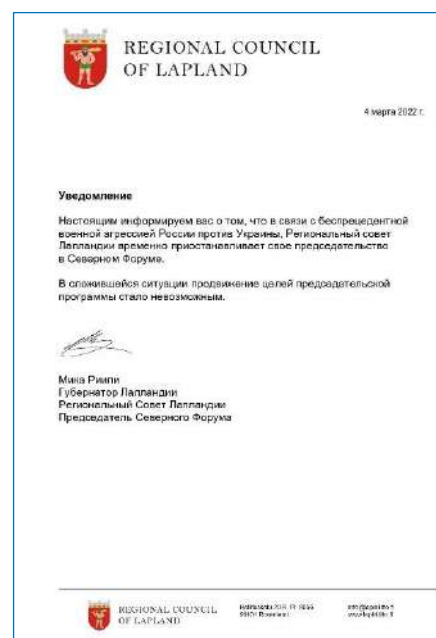 REGIONAL COUNCIL
OF LAPLAND
4 марта 2022 г.
Уведомление
Настоящим информируем вас о том, что в связи с беспрецедентной
военной агрессией России против Украины, Региональный совет
Лапландии временно приостанавливает свое председательство
в Северном Форуме.
В сложившейся ситуации продвижение целей председательской
программы стало невозможным.
Мика Риипи
Губернатор Лапландии
Региональный Совет Лапландии
Председатель Северного Форума
REGIONAL COUNCIL
OF LAPLAND